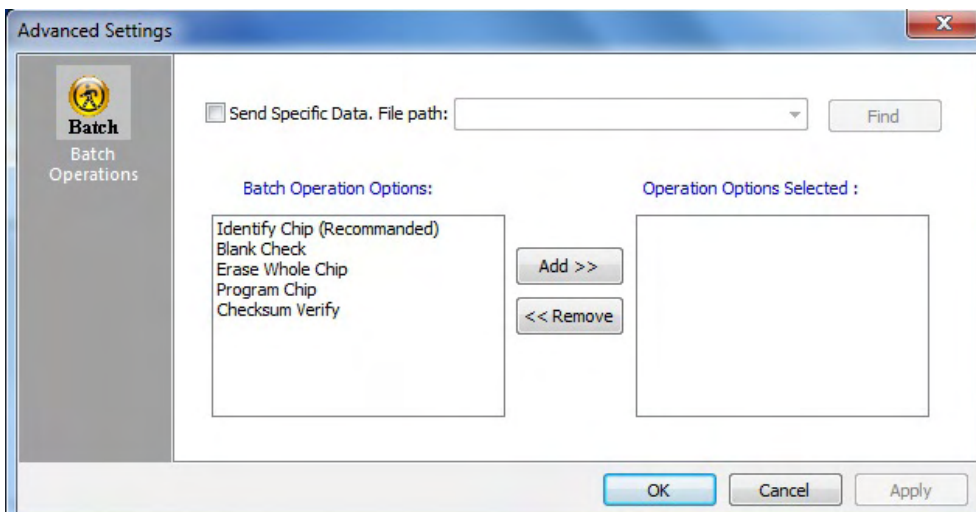 Advanced Settings
Batch
Batch
Operations
Send Specific Data. File path:
Find
Batch Operation Options:
Operation Options Selected :
Identify Chip (Recommanded)
Blank Check
Erase Whole Chip
Program Chip
Checksum Verify
Add >>
<< Remove
OK
Cancel
Apply